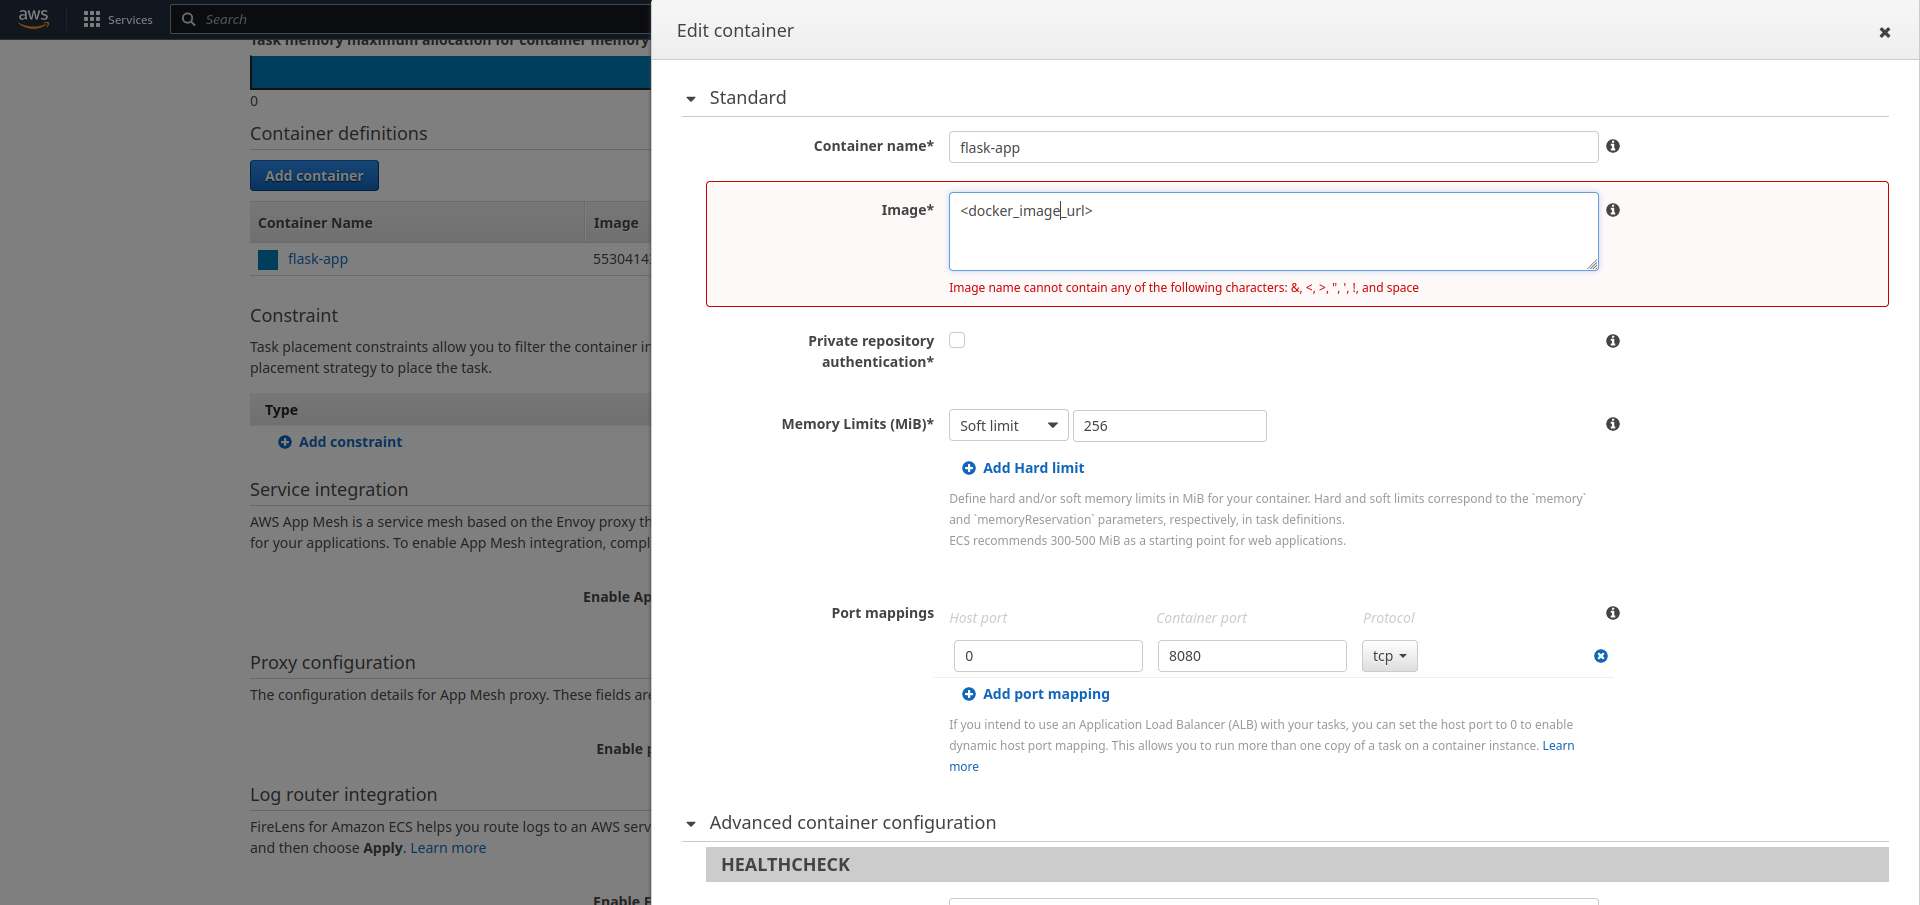 aws
Services
Search
Task memory maximum allocation for container memory
0
Container definitions
Add container
Container Name
Image
flask-app
5530414
Constraint
Task placement constraints allow you to filter the container in
placement strategy to place the task.
Type
Add constraint
Service integration
AWS App Mesh is a service mesh based on the Envoy proxy th
for your applications. To enable App Mesh integration, compl
Enable Ap
Proxy configuration
The configuration details for App Mesh proxy. These fields are
Enable p
Log router integration
FireLens for Amazon ECS helps you route logs to an AWS serv
and then choose Apply. Learn more
Enable F
Edit container
Standard
Container name*
flask-app
Image*
<docker_image_url>
Image name cannot contain any of the following characters: &, <, >, ", ', !, and space
Private repository
authentication*
Memory Limits (MiB)*
Soft limit
256
Add Hard limit
Define hard and/or soft memory limits in MiB for your container. Hard and soft limits correspond to the `memory`
and `memoryReservation` parameters, respectively, in task definitions.
ECS recommends 300-500 MiB as a starting point for web applications.
Port mappings
Host port
Container port
Protocol
0
8080
tcp
Add port mapping
If you intend to use an Application Load Balancer (ALB) with your tasks, you can set the host port to 0 to enable
dynamic host port mapping. This allows you to run more than one copy of a task on a container instance. Learn
more
Advanced container configuration
HEALTHCHECK